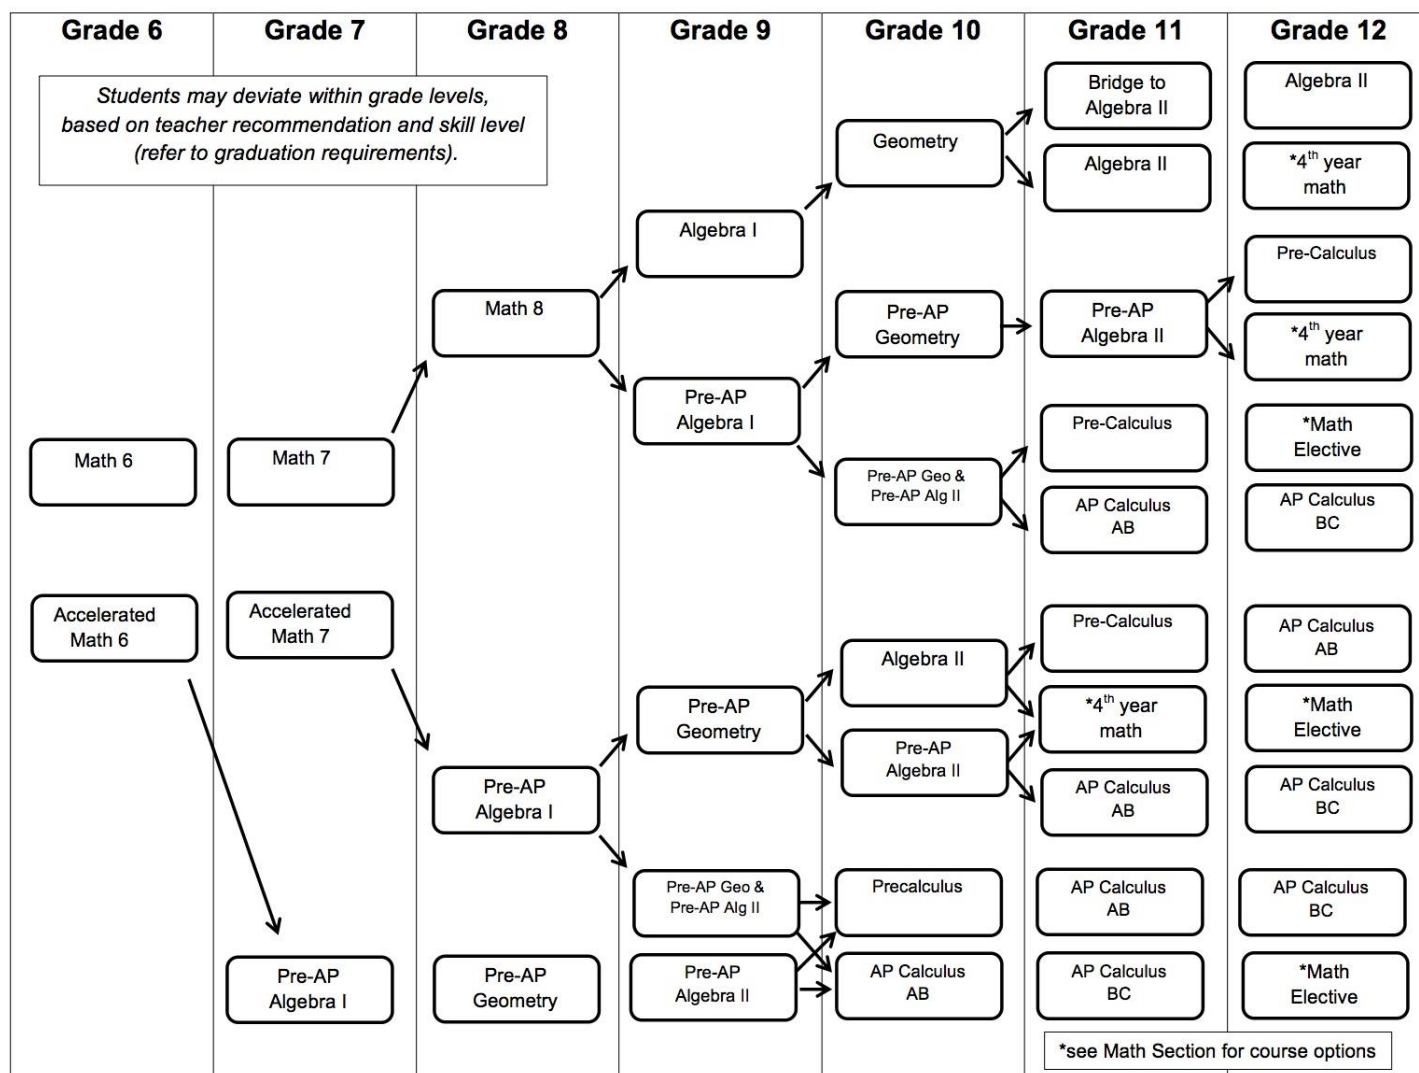 Grade 6
Grade 7
Grade 8
Grade 9
Grade 10
Grade 11
Grade 12
Students may deviate within grade levels,
based on teacher recommendation and skill level
(refer to graduation requirements).
Bridge to
Algebra II
Algebra II
Geometry
Algebra II
*4th year
math
Algebra I
Pre-Calculus
Math 8
Pre-AP
Geometry
Pre-AP
Algebra II
*4th year
math
Pre-AP
Algebra I
Pre-Calculus
*Math
Elective
Math 6
Math 7
Pre-AP Geo &
Pre-AP Alg II
AP Calculus
AB
AP Calculus
BC
Accelerated
Math 6
Accelerated
Math 7
Pre-Calculus
AP Calculus
AB
Algebra II
Pre-AP
Geometry
*4th year
math
*Math
Elective
Pre-AP
Algebra II
Pre-AP
Algebra I
AP Calculus
AB
AP Calculus
BC
Pre-AP Geo &
Pre-AP Alg II
Precalculus
AP Calculus
AB
AP Calculus
BC
Pre-AP
Algebra I
Pre-AP
Geometry
Pre-AP
Algebra II
AP Calculus
AB
AP Calculus
BC
*Math
Elective
*see Math Section for course options